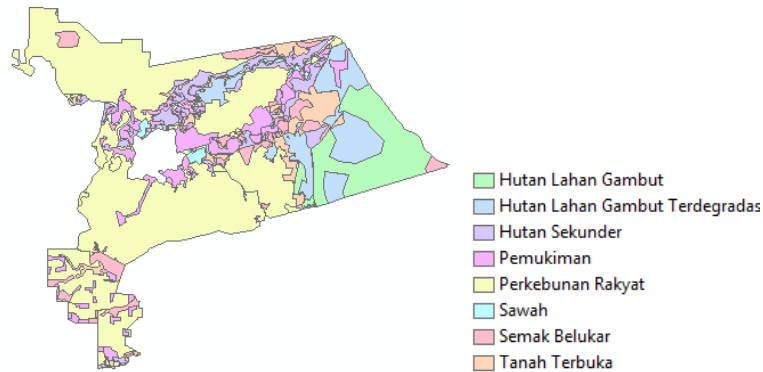 Hutan Lahan Gambut
Hutan Lahan Gambut Terdegradas
Hutan Sekunder
Pemukiman
Perkebunan Rakyat
Sawah
Semak Belukar
Tanah Terbuka